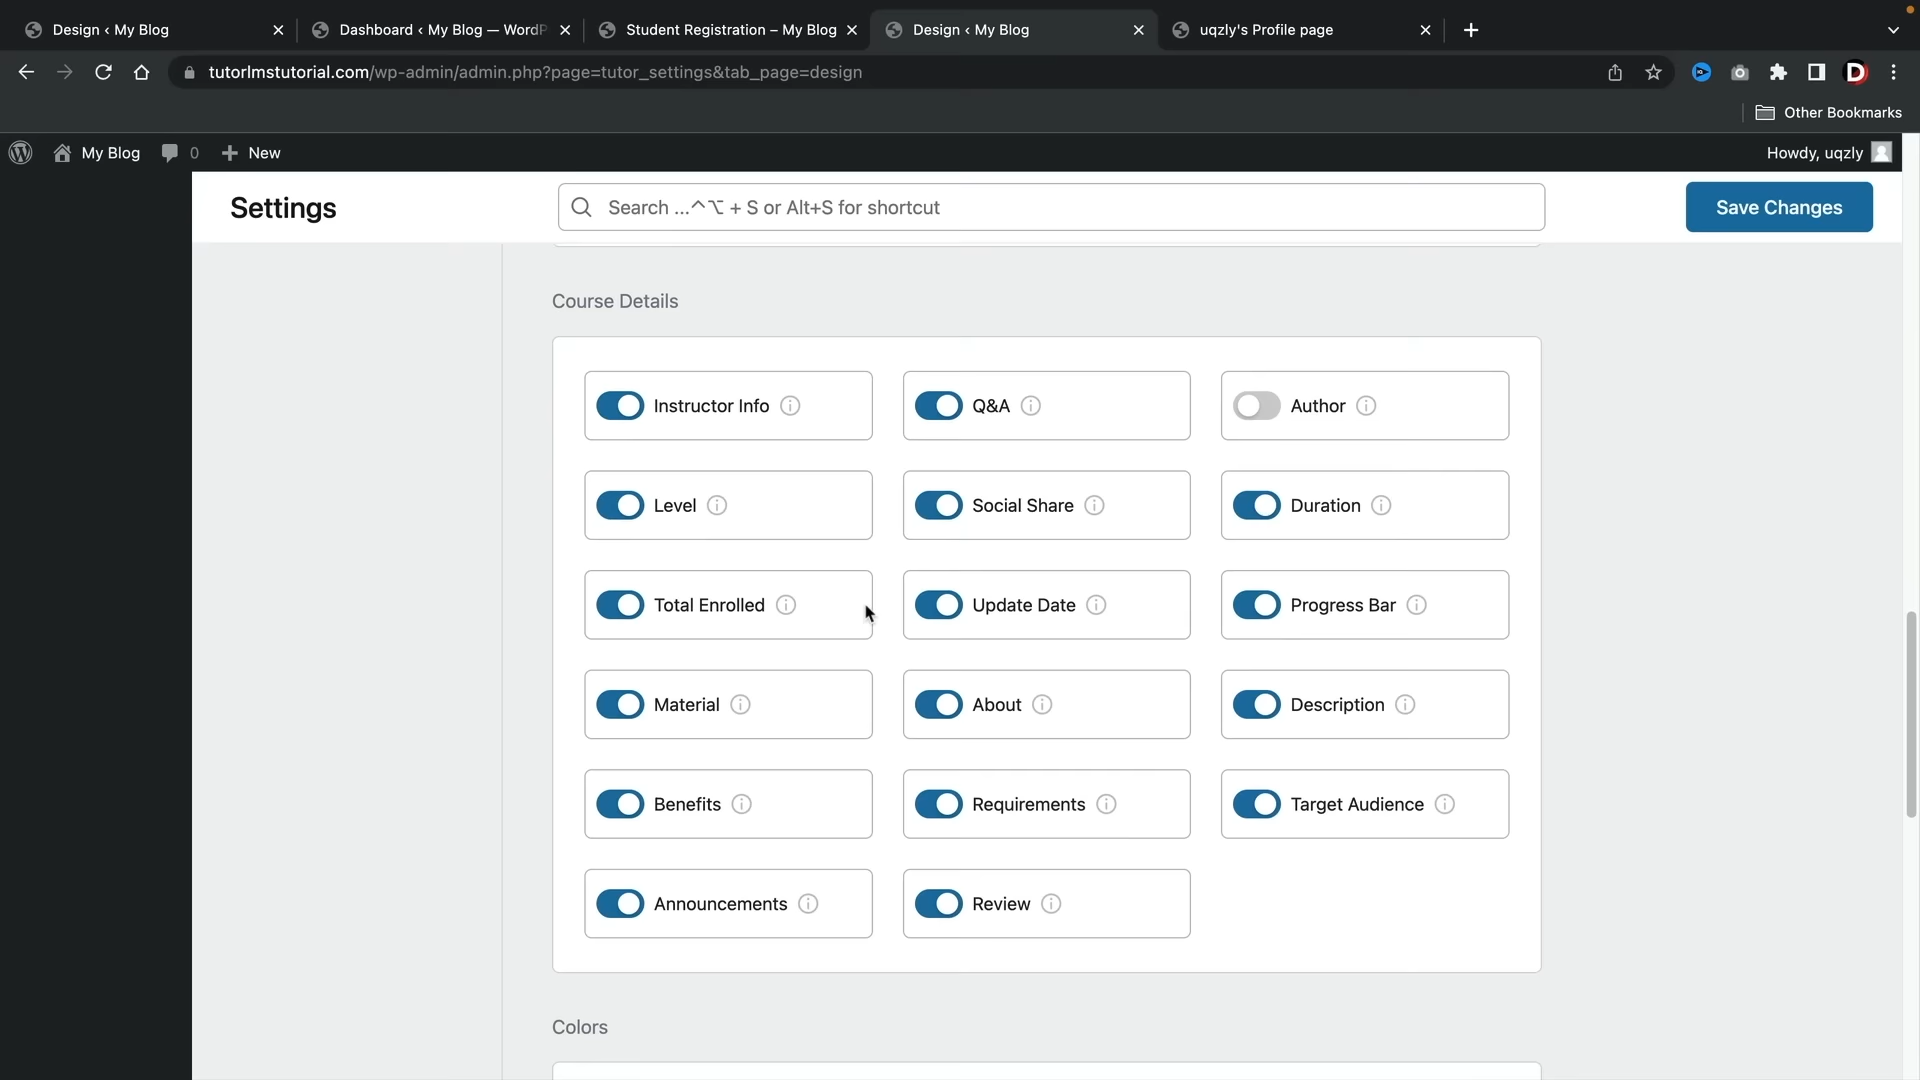 Design ‹ My Blog
Dashboard ‹ My Blog — WordP
Student Registration – My Blog
Design ‹ My Blog
uqzly's Profile page
tutorlmstutorial.com/wp-admin/admin.php?page=tutor_settings&tab_page=design
Other Bookmarks
My Blog 0 + New
Howdy, uqzly
Settings
Search ...^⌥ + S or Alt+S for shortcut
Save Changes
Course Details
Instructor Info
Q&A
Author
Level
Social Share
Duration
Total Enrolled
Update Date
Progress Bar
Material
About
Description
Benefits
Requirements
Target Audience
Announcements
Review
Colors